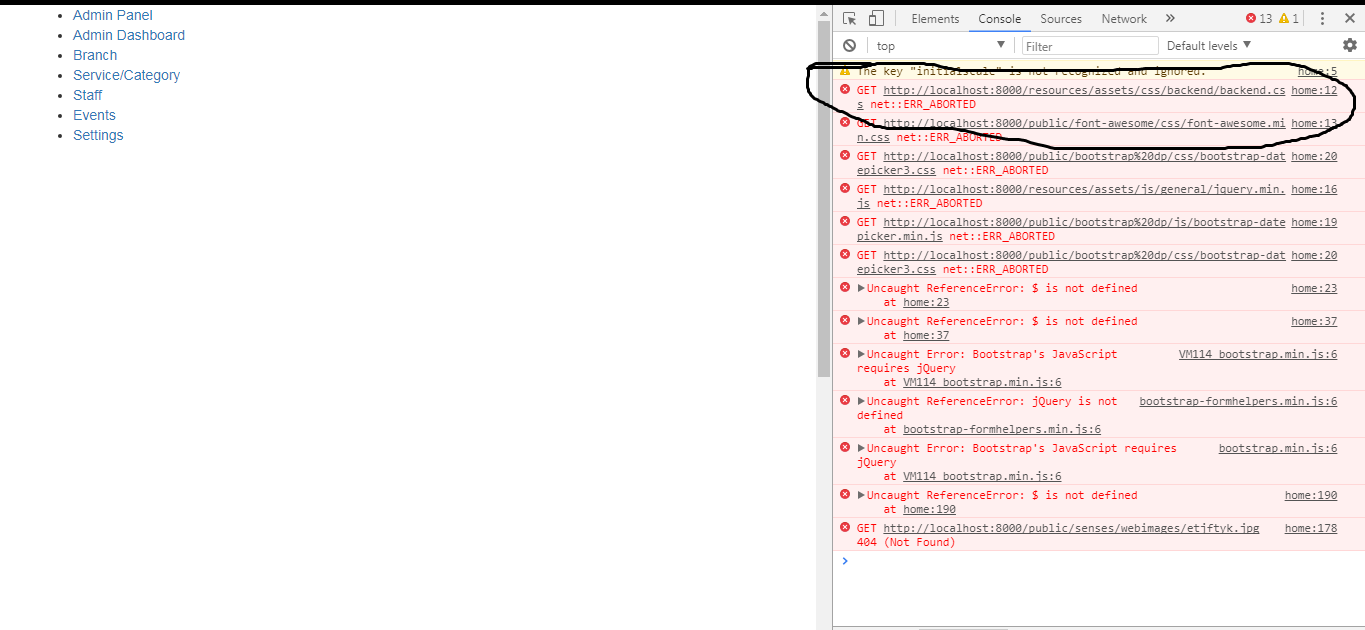 Admin Panel
Admin Dashboard
Branch
Service/Category
Staff
Events
Settings
Elements Console Sources Network » 13 1
top Filter Default levels
The key "initialscale" is not recognized and ignored. home:5
GET http://localhost:8000/resources/assets/css/backend/backend.cs home:12
s net::ERR_ABORTED
GET http://localhost:8000/public/font-awesome/css/font-awesome.mi home:13
n.css net::ERR_ABORTED
GET http://localhost:8000/public/bootstrap%20dp/css/bootstrap-dat home:20
epicker3.css net::ERR_ABORTED
GET http://localhost:8000/resources/assets/js/general/jquery.min. home:16
js net::ERR_ABORTED
GET http://localhost:8000/public/bootstrap%20dp/js/bootstrap-date home:19
picker.min.js net::ERR_ABORTED
GET http://localhost:8000/public/bootstrap%20dp/css/bootstrap-dat home:20
epicker3.css net::ERR_ABORTED
Uncaught ReferenceError: $ is not defined home:23
at home:23
Uncaught ReferenceError: $ is not defined home:37
at home:37
Uncaught Error: Bootstrap's JavaScript VM114 bootstrap.min.js:6
requires jQuery
at VM114 bootstrap.min.js:6
Uncaught ReferenceError: jQuery is not bootstrap-formhelpers.min.js:6
defined
at bootstrap-formhelpers.min.js:6
Uncaught Error: Bootstrap's JavaScript requires bootstrap.min.js:6
jQuery
at VM114 bootstrap.min.js:6
Uncaught ReferenceError: $ is not defined home:190
at home:190
GET http://localhost:8000/public/senses/webimages/etjftyk.jpg home:178
404 (Not Found)